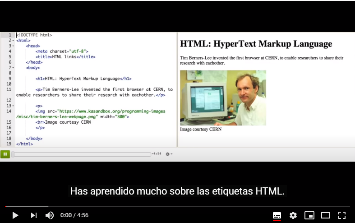 <!DOCTYPE html>
<html>
<head>
<meta charset="utf-8">
<title>HTML links</title>
</head>
<body>
<h1>HTML: HyperText Markup Language</h1>
<p>Tim Berners-Lee invented the first browser at CERN, to
enable researchers to share their research with eachother.</p>
<p>
<img src="https://www.kasandbox.org/programming-images
/misc/tim-berners-lee-webpage.png" width="400">
<br>Image courtesy CERN
</p>
</body>
</html>
HTML: HyperText Markup Language
Tim Berners-Lee invented the first browser at CERN, to enable researchers to share their
research with eachother.
Image courtesy CERN
Has aprendido mucho sobre las etiquetas HTML.
0:00 / 4:56